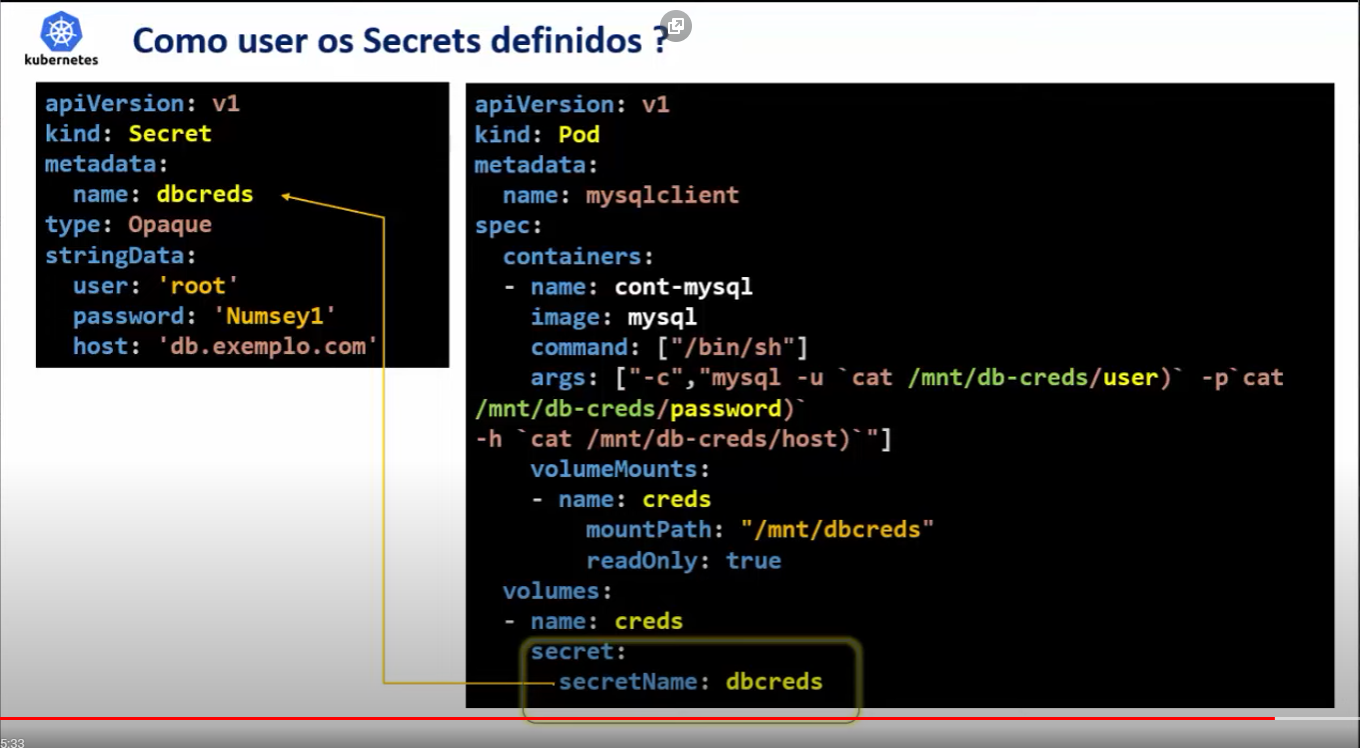 kubernetes
Como user os Secrets definidos ?
apiVersion: v1
kind: Secret
metadata:
  name: dbcreds
type: Opaque
stringData:
  user: 'root'
  password: 'Numsey1'
  host: 'db.exemplo.com'
apiVersion: v1
kind: Pod
metadata:
  name: mysqlclient
spec:
  containers:
  - name: cont-mysql
    image: mysql
    command: ["/bin/sh"]
    args: ["-c","mysql -u `cat /mnt/db-creds/user)` -p`cat
/mnt/db-creds/password)`
-h `cat /mnt/db-creds/host)`"]
    volumeMounts:
    - name: creds
        mountPath: "/mnt/dbcreds"
        readOnly: true
  volumes:
  - name: creds
    secret:
      secretName: dbcreds
5:33